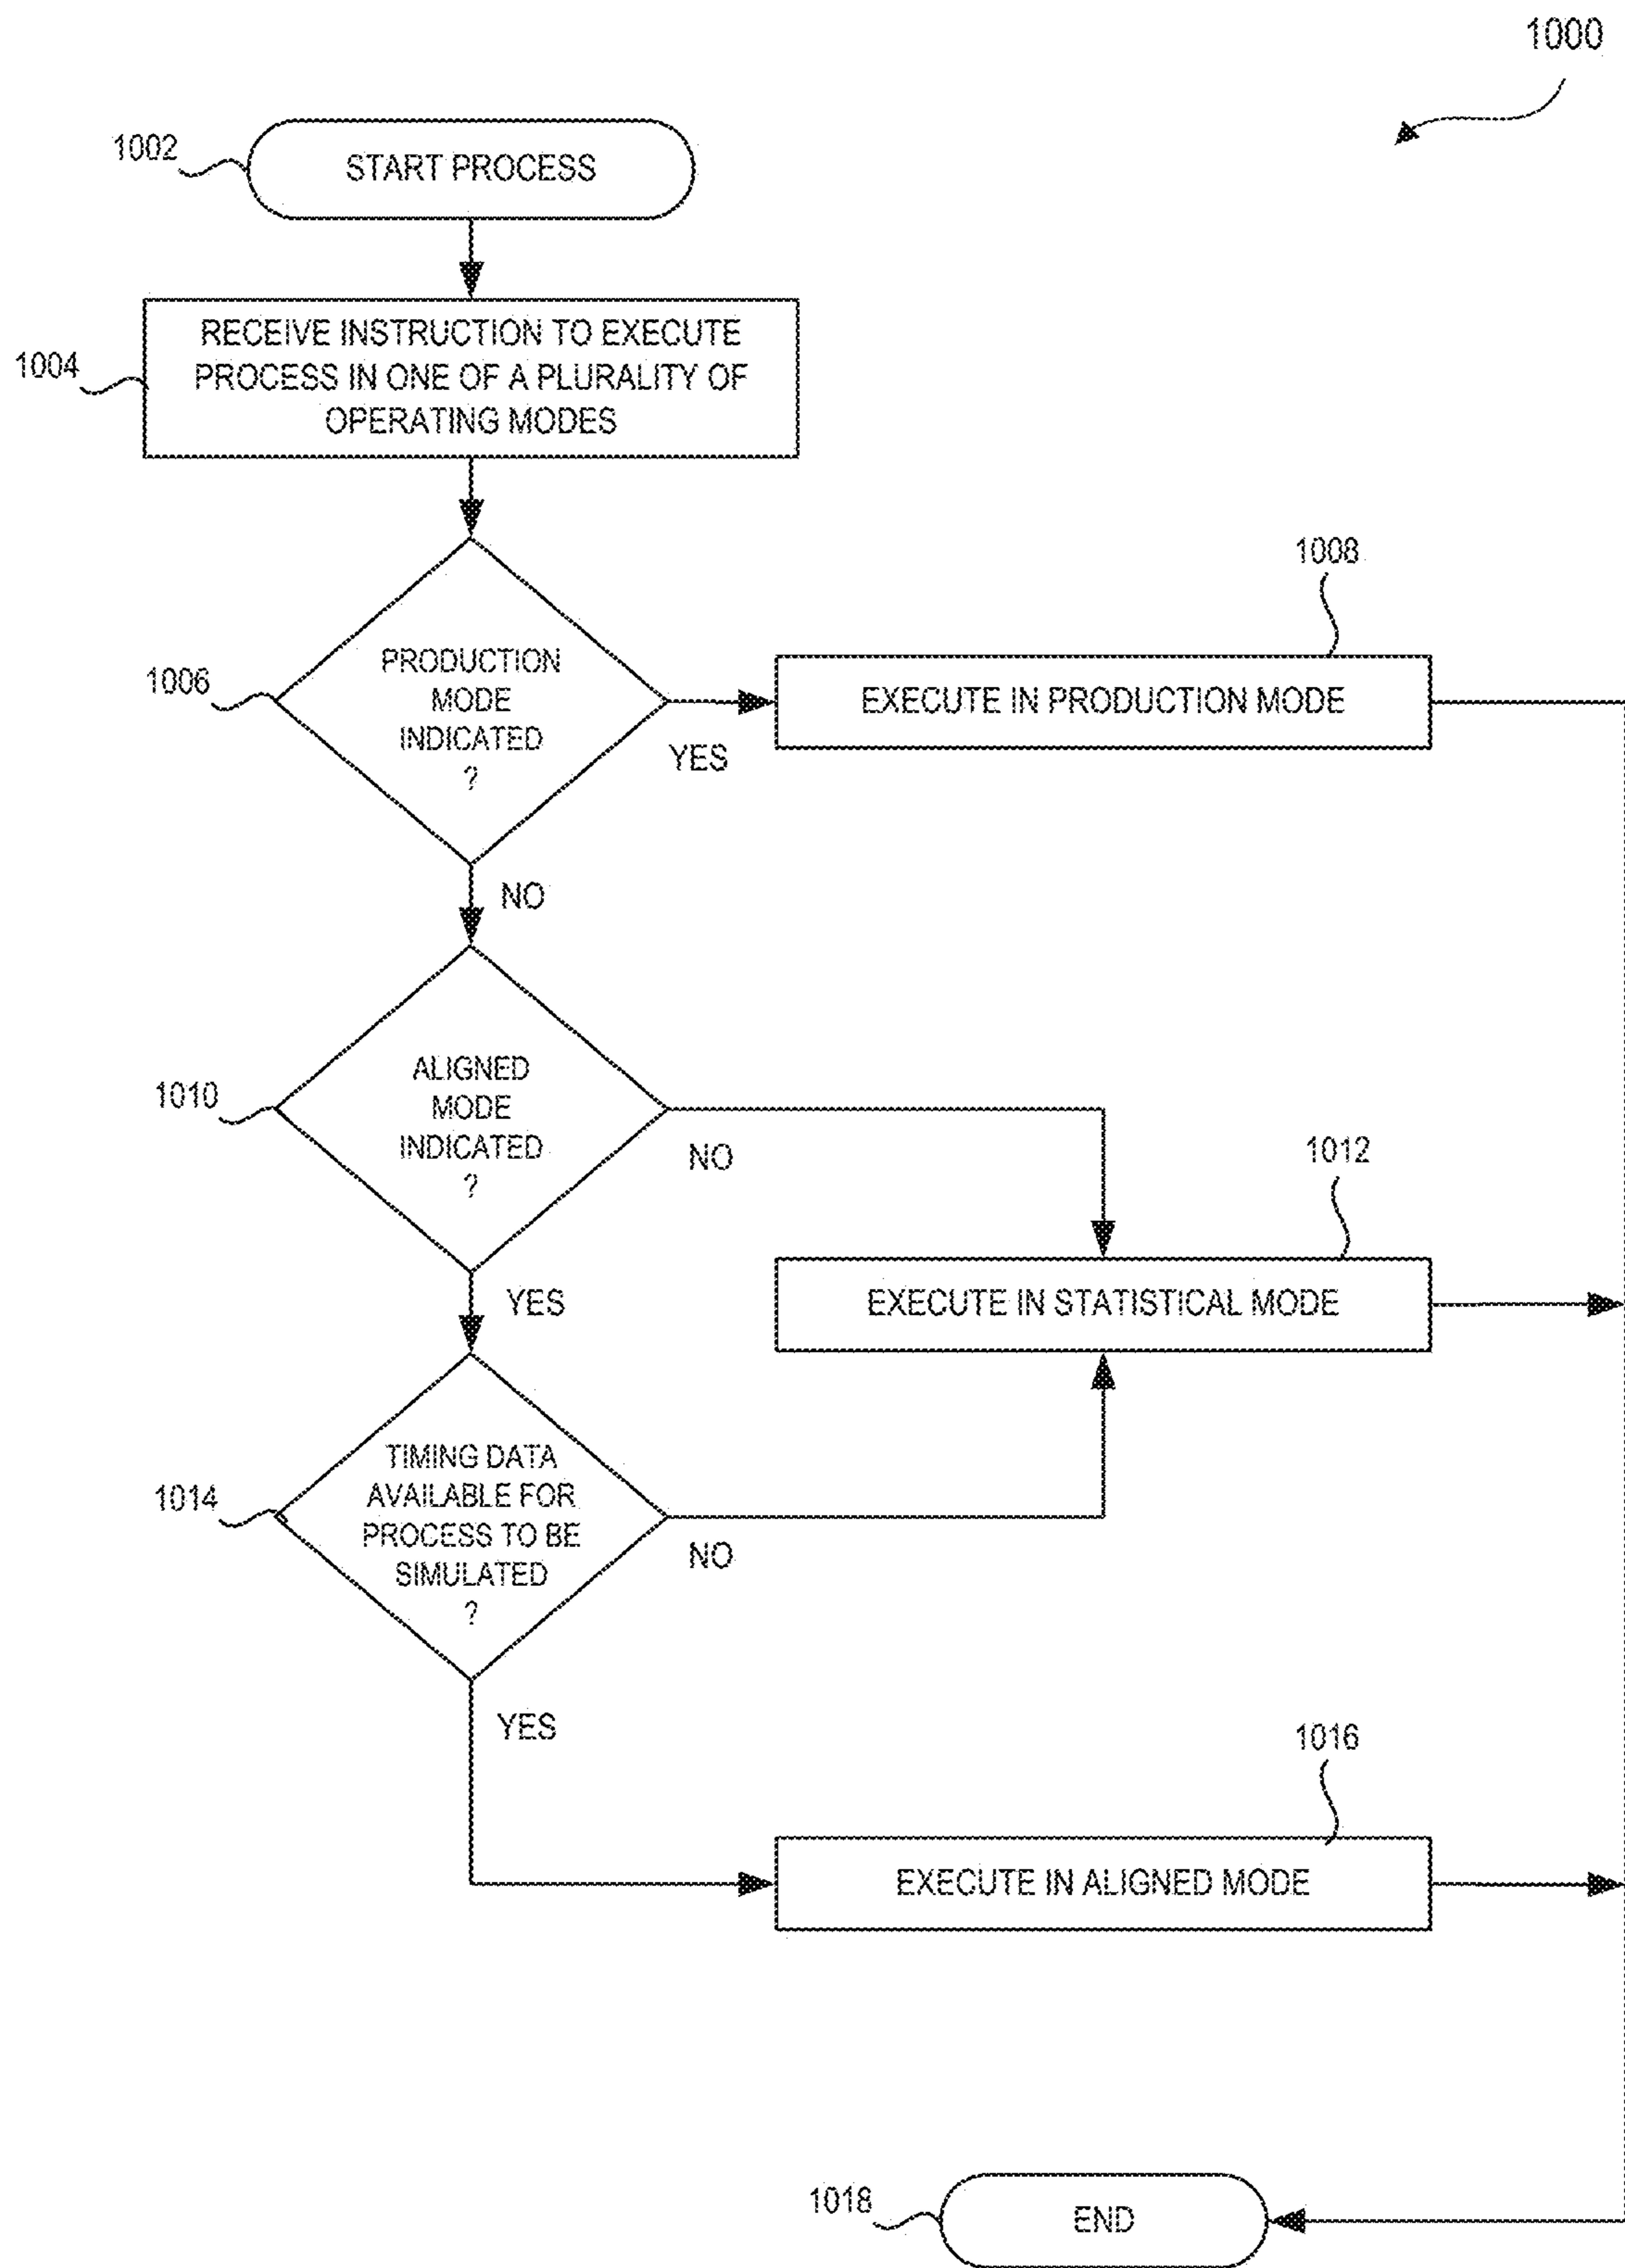 1000
1002
START PROCESS
1004
RECEIVE INSTRUCTION TO EXECUTE
PROCESS IN ONE OF A PLURALITY OF
OPERATING MODES
1006
PRODUCTION
MODE
INDICATED
?
YES
1008
EXECUTE IN PRODUCTION MODE
NO
1010
ALIGNED
MODE
INDICATED
?
NO
1012
EXECUTE IN STATISTICAL MODE
YES
1014
TIMING DATA
AVAILABLE FOR
PROCESS TO BE
SIMULATED
?
NO
YES
1016
EXECUTE IN ALIGNED MODE
1018
END